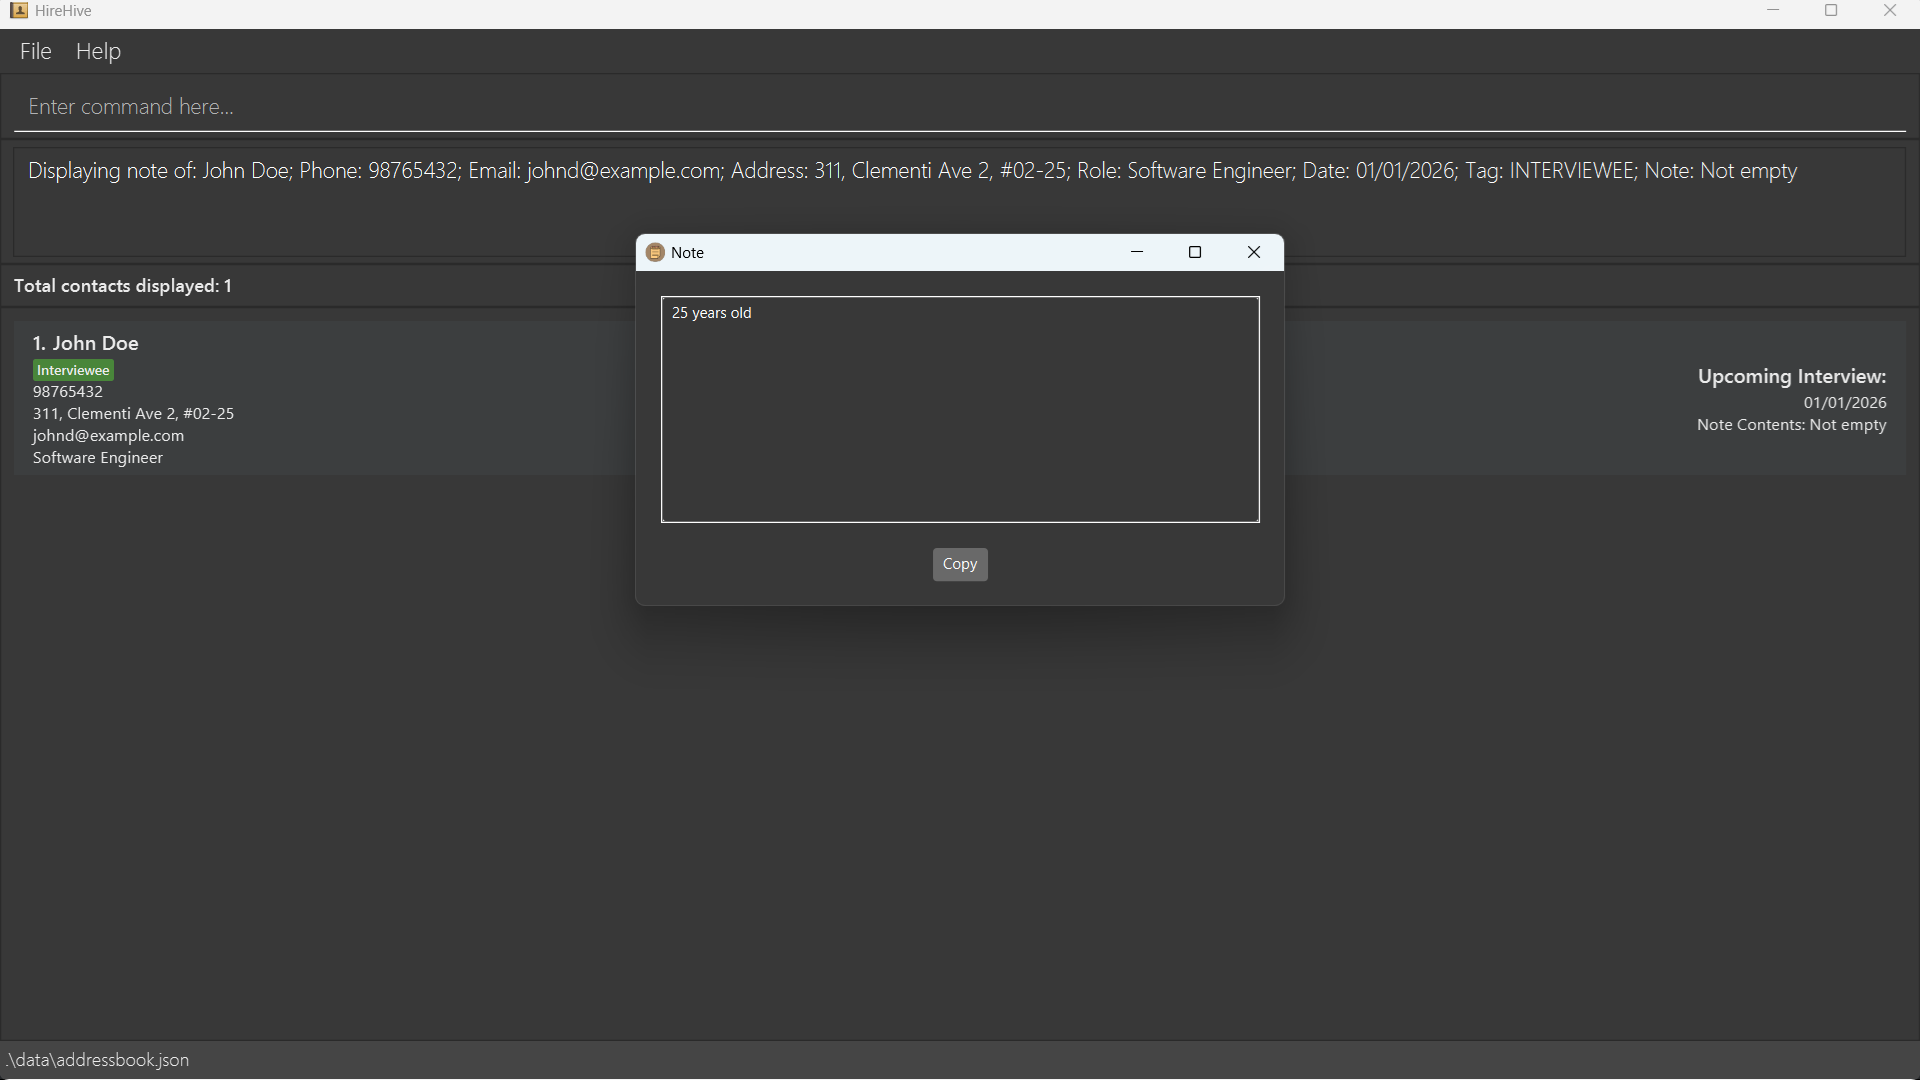 HireHive
File Help
Enter command here...
Displaying note of: John Doe; Phone: 98765432; Email: johnd@example.com; Address: 311, Clementi Ave 2, #02-25; Role: Software Engineer; Date: 01/01/2026; Tag: INTERVIEWEE; Note: Not empty
Total contacts displayed: 1
Note
25 years old
Copy
1. John Doe
Interviewee
98765432
311, Clementi Ave 2, #02-25
johnd@example.com
Software Engineer
Upcoming Interview:
01/01/2026
Note Contents: Not empty
.\data\addressbook.json